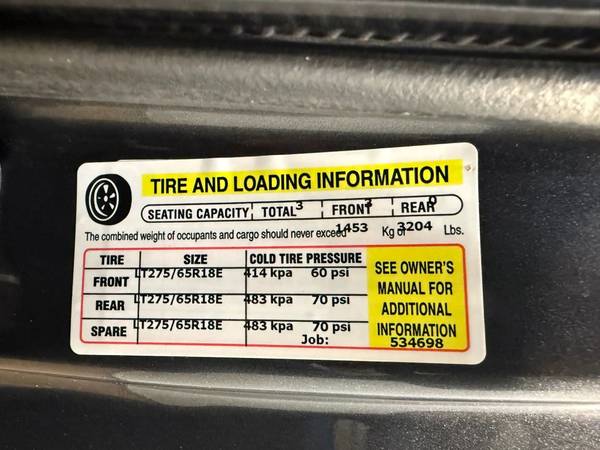 TIRE AND LOADING INFORMATION
SEATING CAPACITY TOTAL 3 FRONT REAR 0
The combined weight of occupants and cargo should never exceed 1453 Kg or 3204 Lbs.
TIRE SIZE COLD TIRE PRESSURE
FRONT LT275/65R18E 414 kpa 60 psi
REAR LT275/65R18E 483 kpa 70 psi
SPARE LT275/65R18E 483 kpa 70 psi
Job: 534698
SEE OWNER'S
MANUAL FOR
ADDITIONAL
INFORMATION